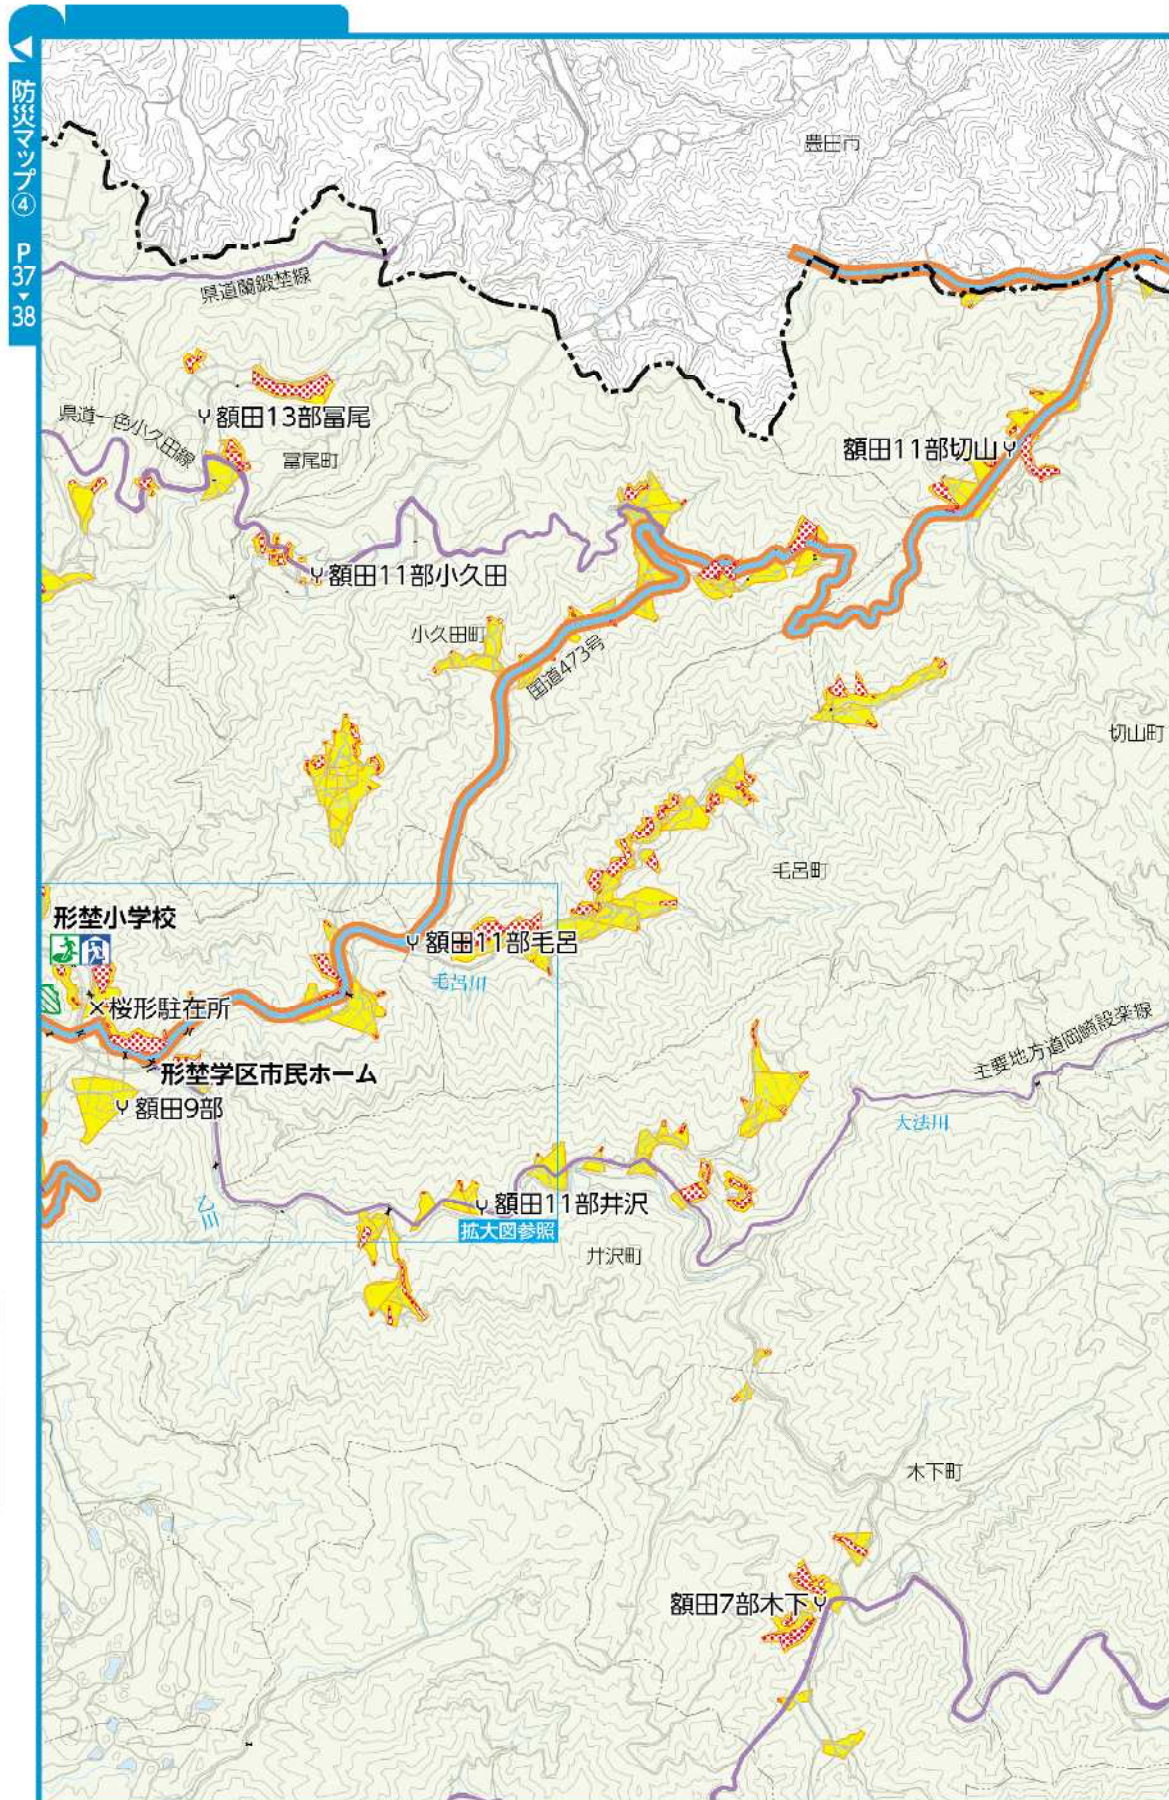 防災マップ④ P37▼38
豊田市
県道蘭鍛埜線
額田13部冨尾
県道一色小久田線
冨尾町
額田11部切山
額田11部小久田
小久田町
国道473号
切山町
毛呂町
形埜小学校
額田11部毛呂
毛呂川
桜形駐在所
主要地方道岡崎設楽線
形埜学区市民ホーム
額田9部
大法川
乙川
額田11部井沢
拡大図参照
井沢町
木下町
額田7部木下